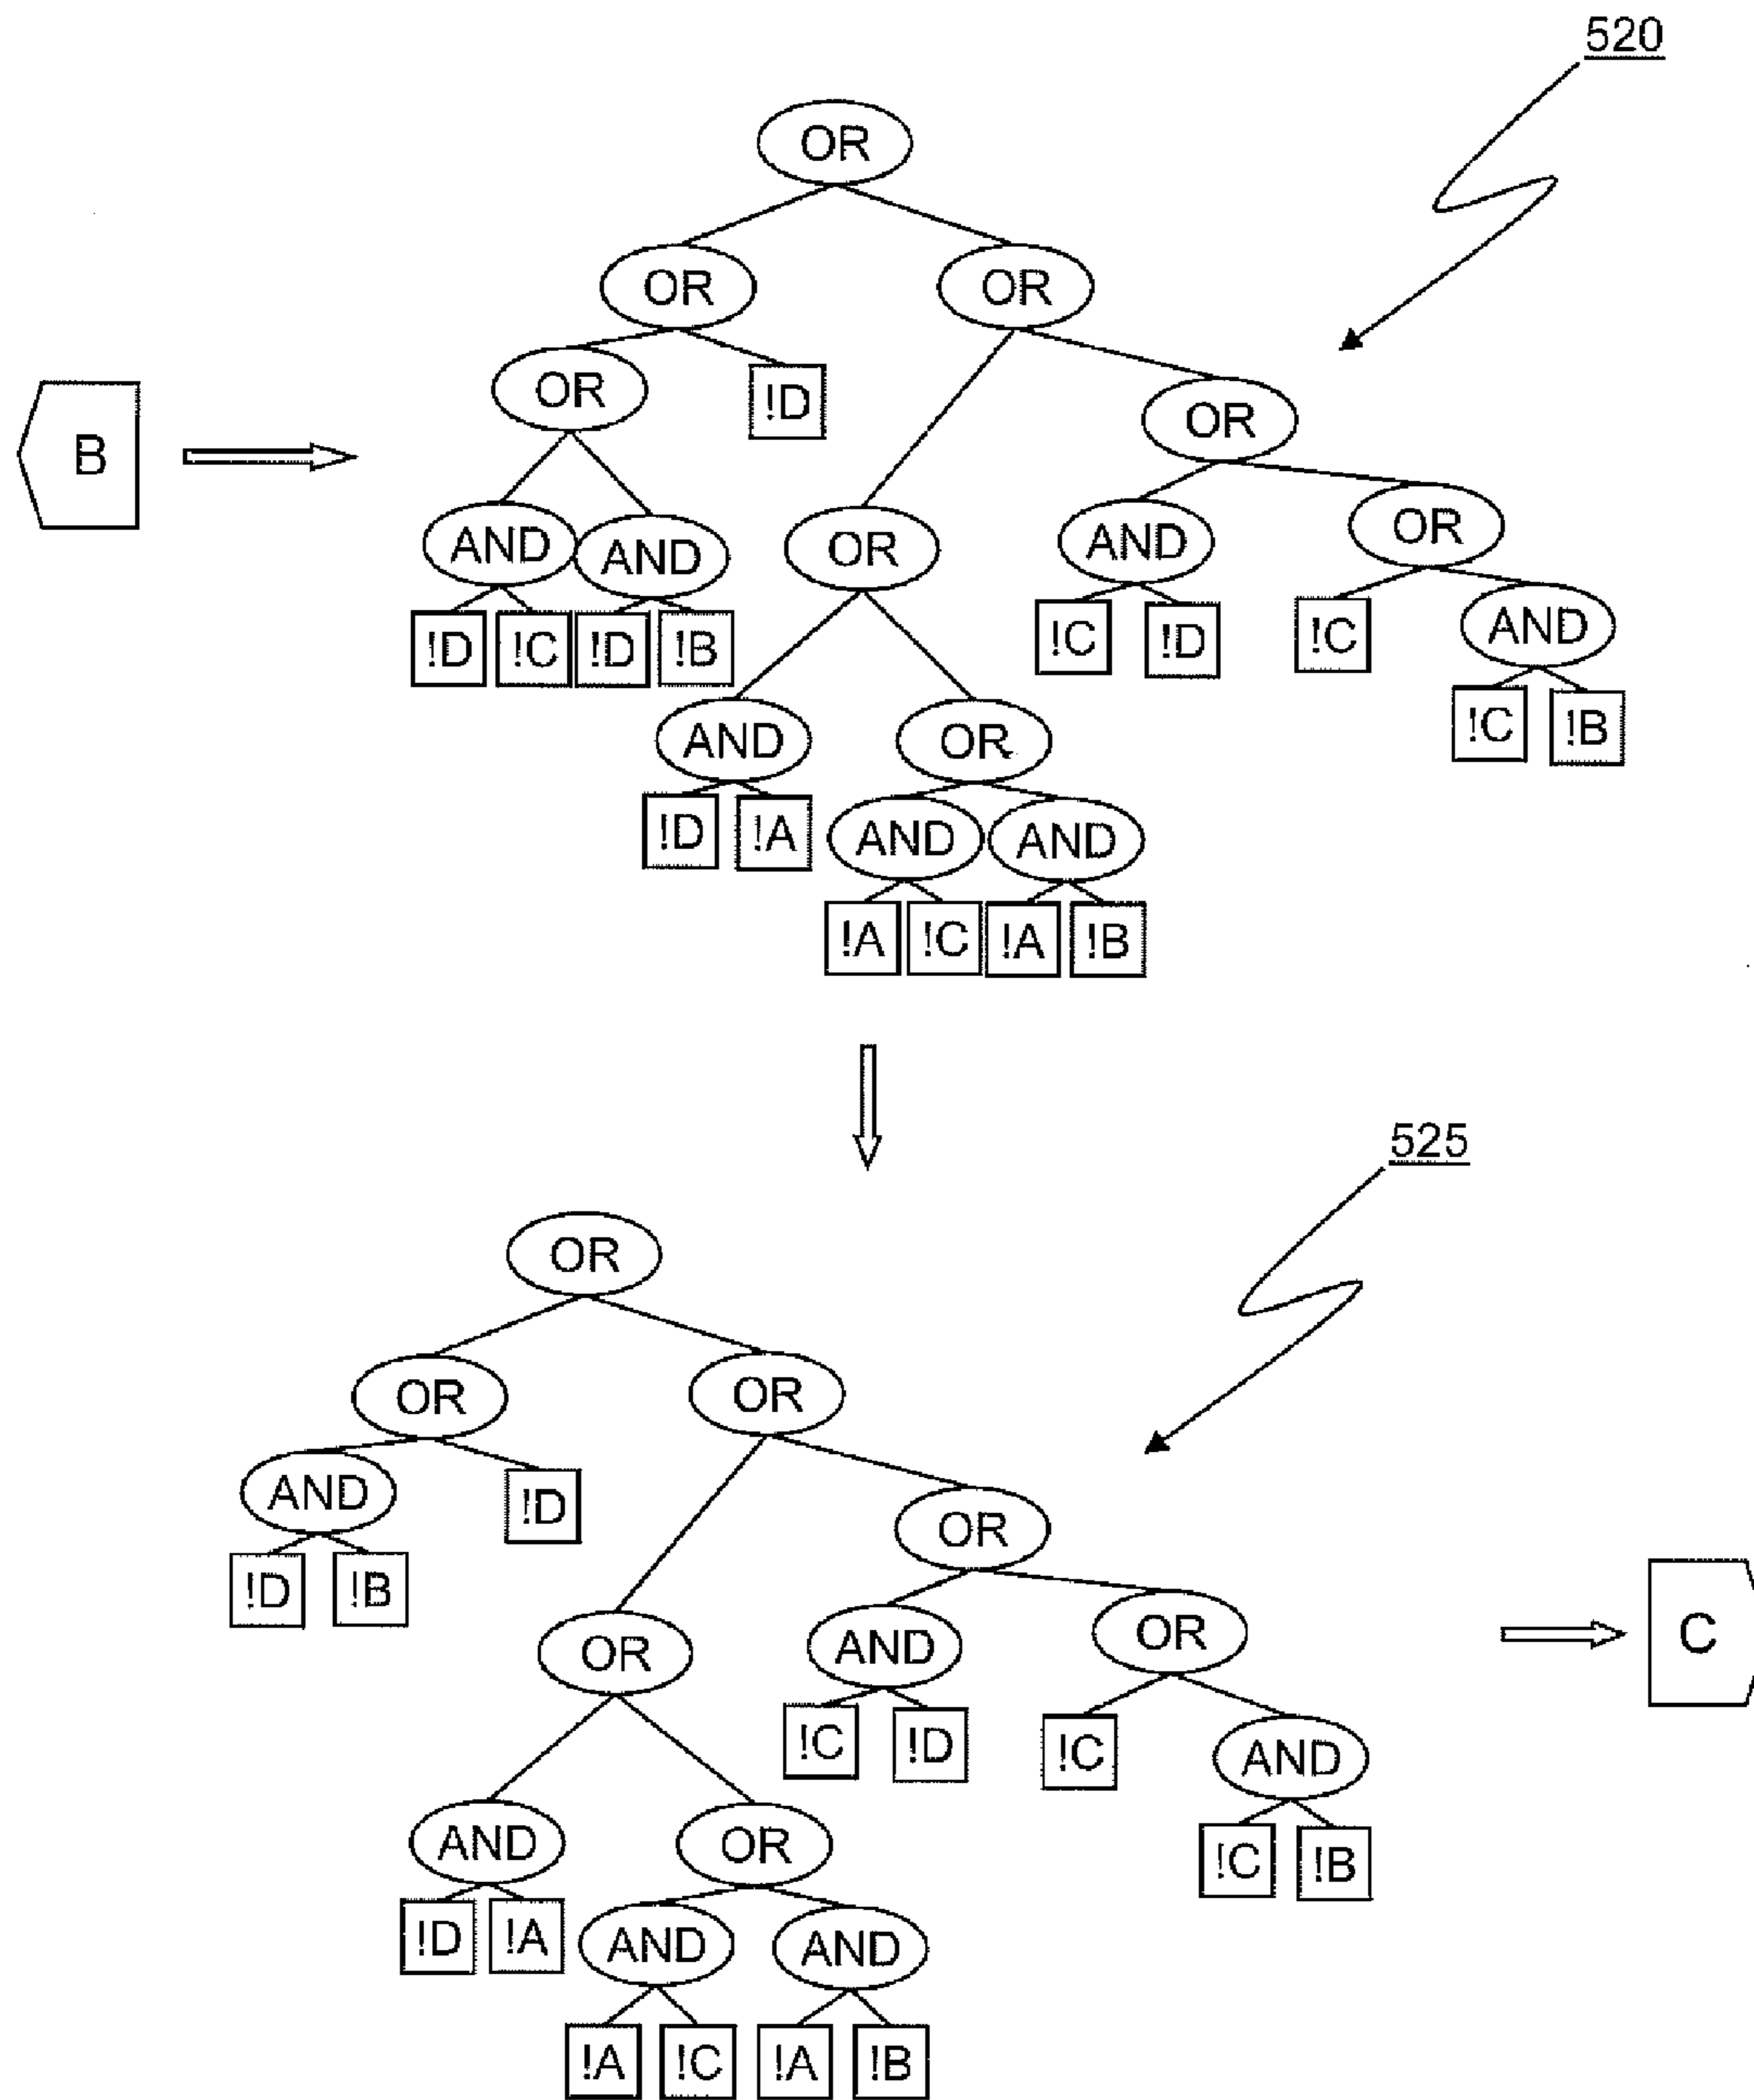 520
OR
OR OR
OR !D OR
B
AND AND OR AND OR
!D !C !D !B !C !D !C AND
AND OR !C !B
!D !A AND AND
!A !C !A !B
525
OR
OR OR
AND !D OR
!D !B OR AND OR C
!C !D !C AND
AND OR !C !B
!D !A AND AND
!A !C !A !B